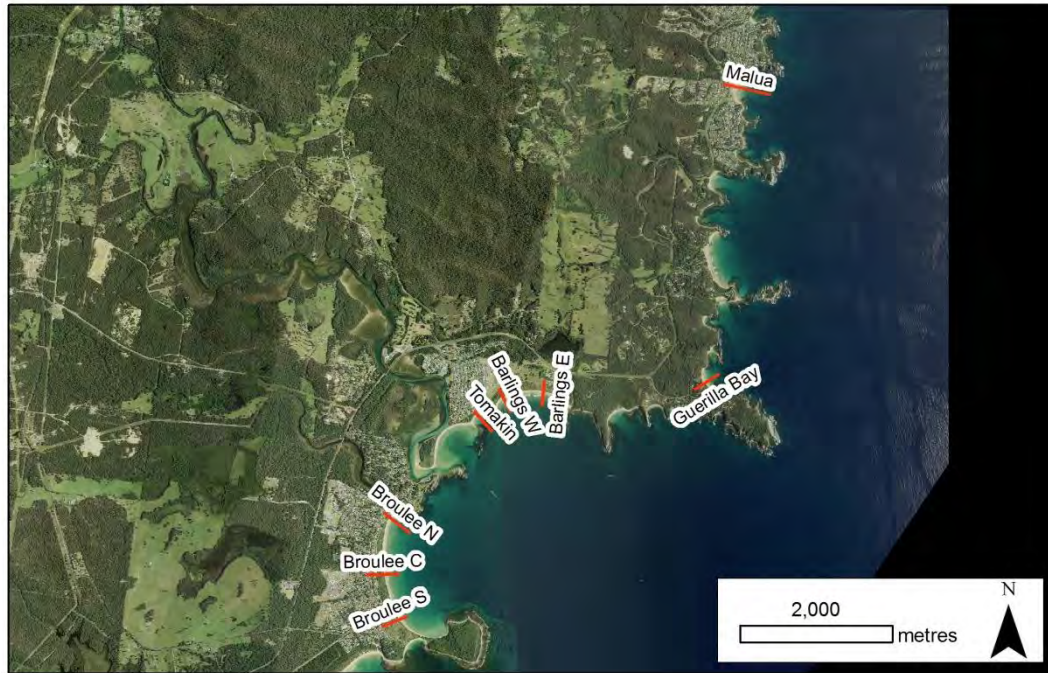 Malua
Barlings W
Barlings E
Tomakin
Guerilla Bay
Broulee N
Broulee C
Broulee S
2,000
metres
N